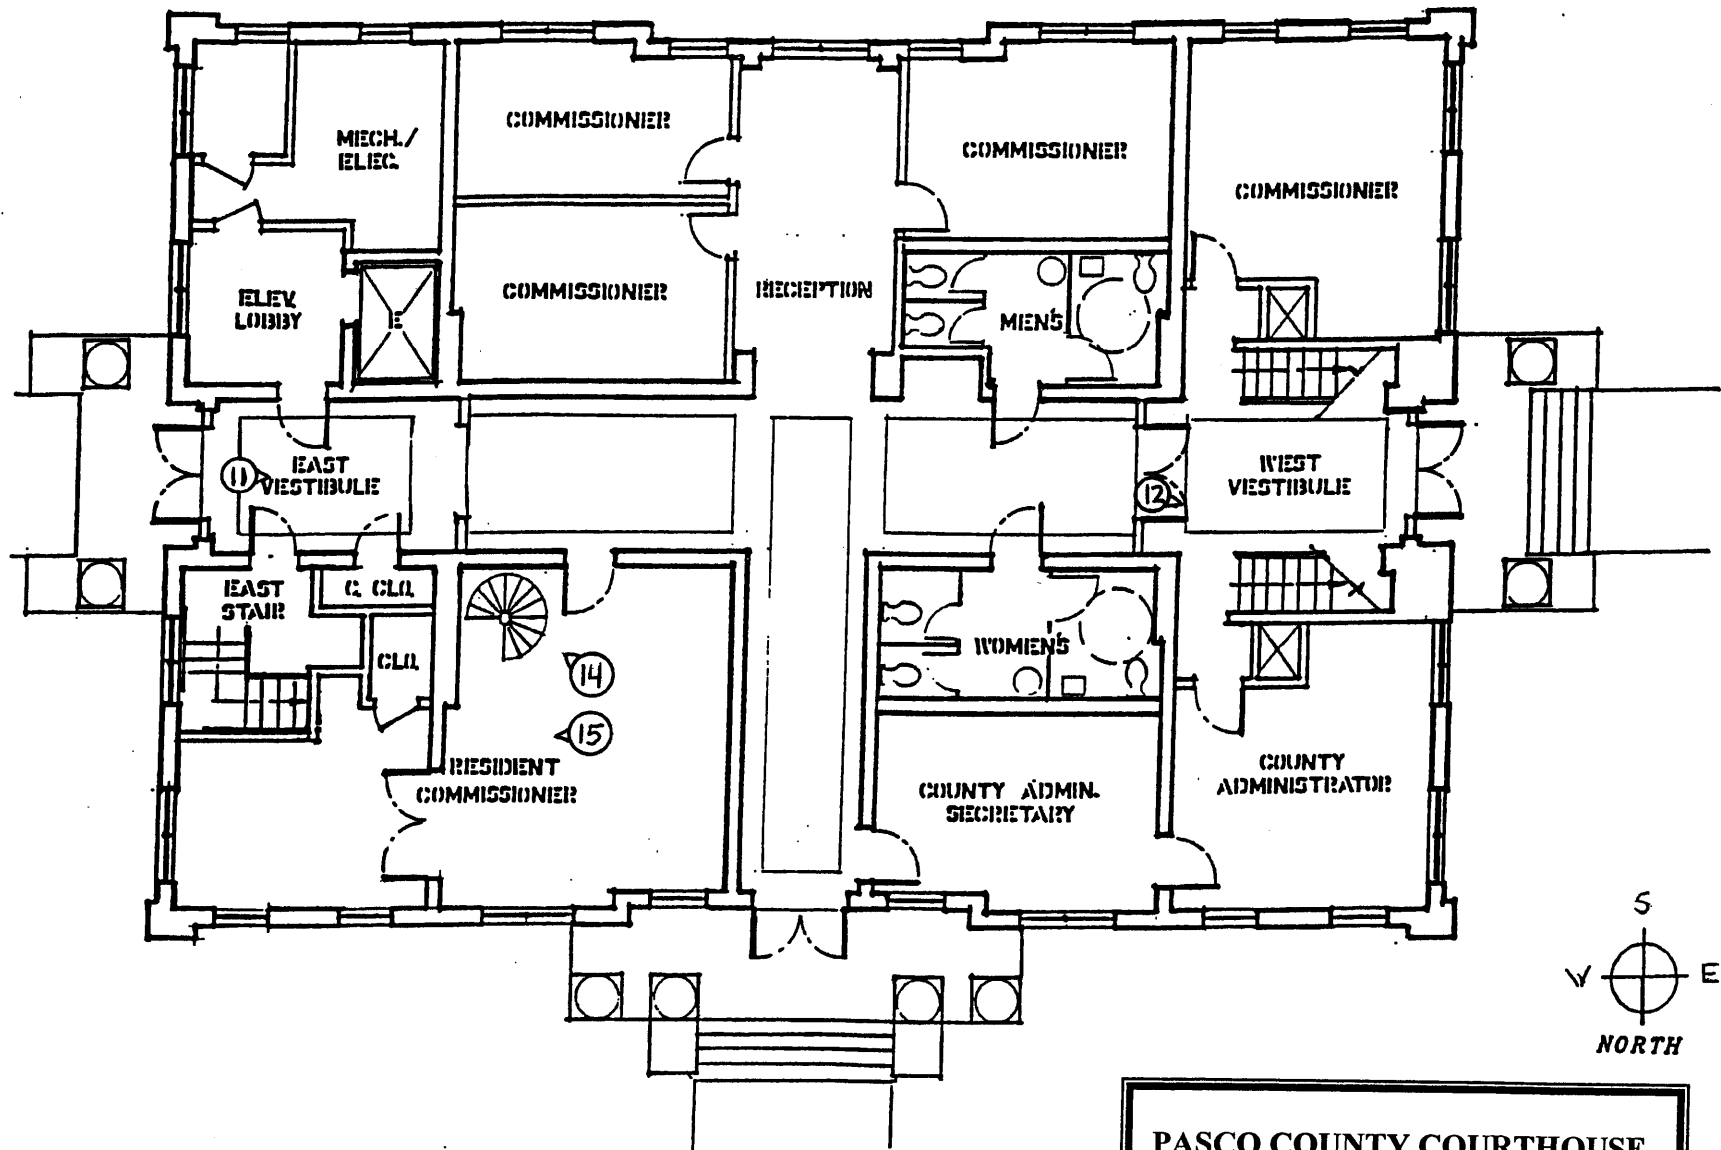 COMMISSIONER
MECH./
ELEC.
COMMISSIONER
COMMISSIONER
ELEV.
LOBBY
E
COMMISSIONER
RECEPTION
MEN'S
COMMISSIONER
11
EAST
VESTIBULE
12
WEST
VESTIBULE
EAST
STAIR
C. CLO.
CLO.
14
15
WOMEN'S
RESIDENT
COMMISSIONER
COUNTY ADMIN.
SECRETARY
COUNTY
ADMINISTRATOR
S
W E
NORTH
PASCO COUNTY COURTHOUSE